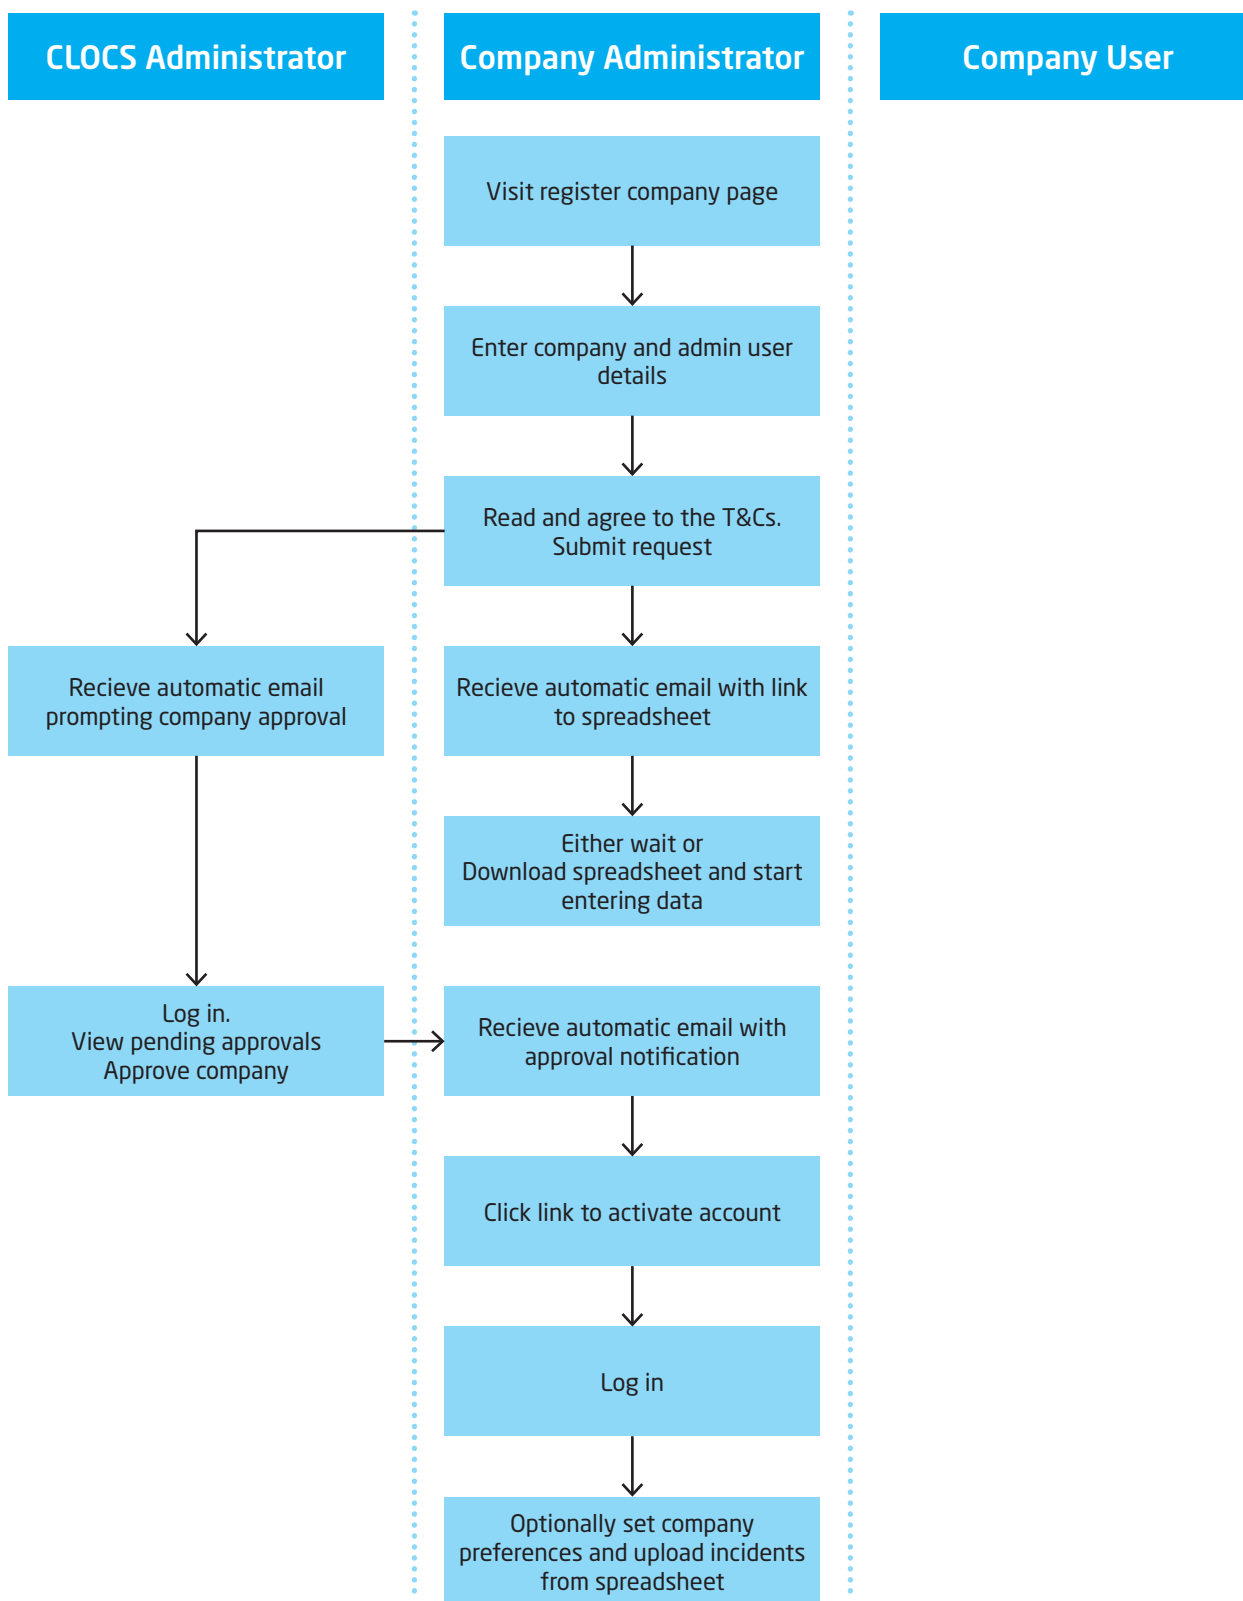 CLOCS Administrator
Company Administrator
Company User
Visit register company page
Enter company and admin user
details
Read and agree to the T&Cs.
Submit request
Recieve automatic email
prompting company approval
Recieve automatic email with link
to spreadsheet
Either wait or
Download spreadsheet and start
entering data
Log in.
View pending approvals
Approve company
Recieve automatic email with
approval notification
Click link to activate account
Log in
Optionally set company
preferences and upload incidents
from spreadsheet